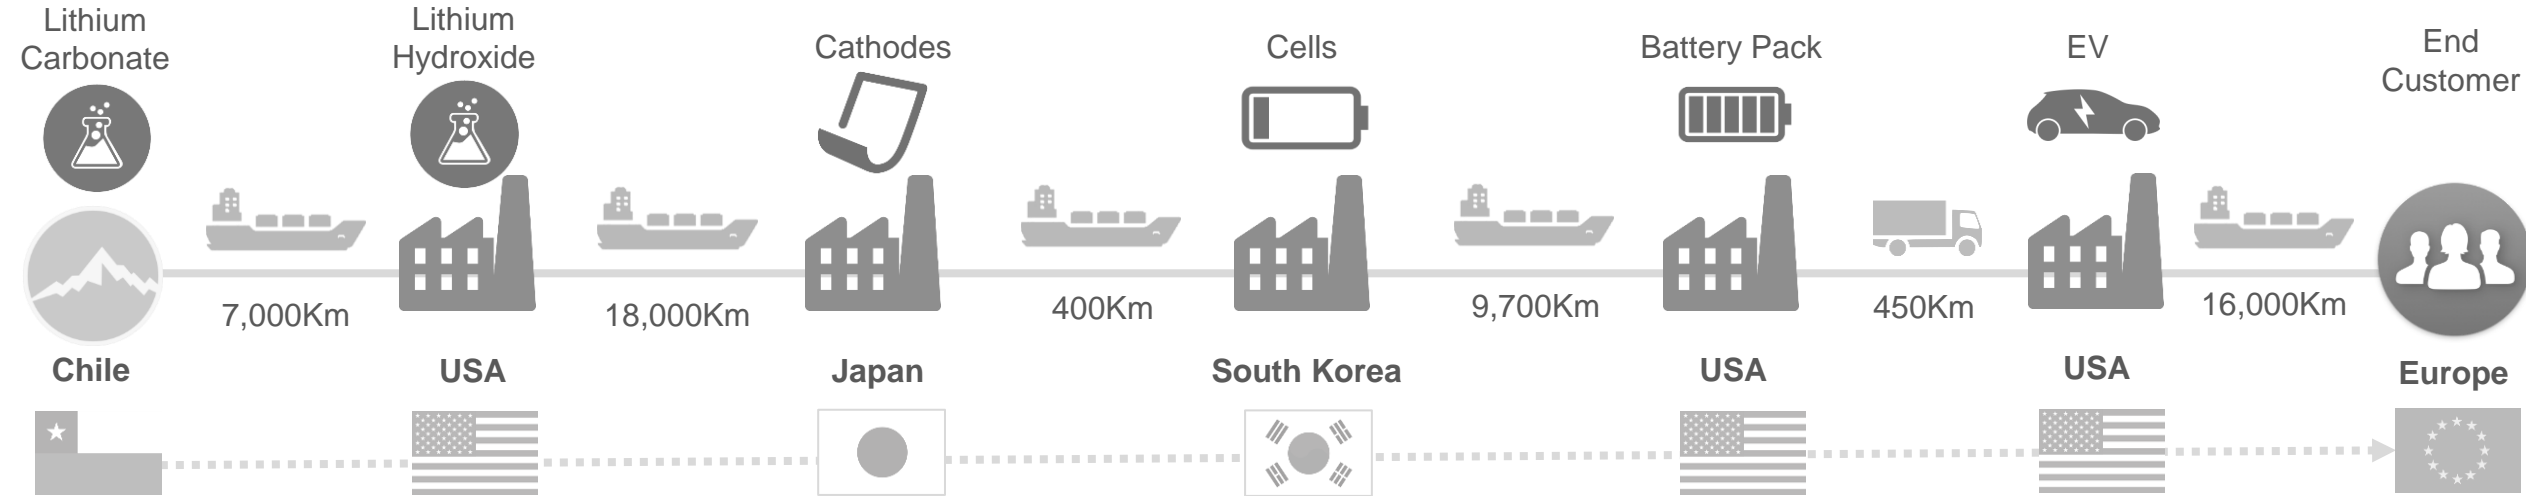 Lithium
Carbonate
Lithium
Hydroxide
Cathodes
Cells
Battery Pack
EV
End
Customer
7,000Km
18,000Km
400Km
9,700Km
450Km
16,000Km
Chile
USA
Japan
South Korea
USA
USA
Europe